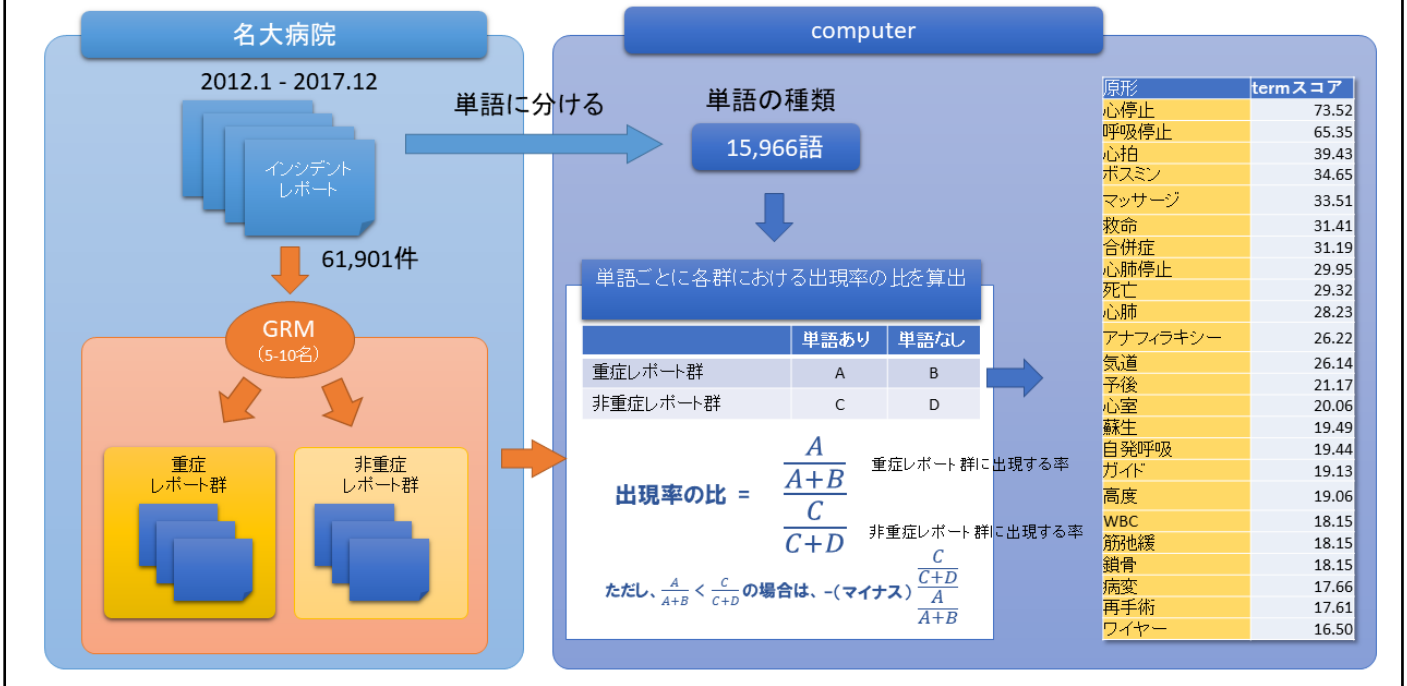 名大病院
2012.1 - 2017.12
インシデント
レポート
61,901件
GRM
(5-10名)
重症
レポート群
非重症
レポート群
単語に分ける
computer
単語の種類
15,966語
単語ごとに各群における出現率の比を算出
単語あり 単語なし
重症レポート群 A B
非重症レポート群 C D
出現率の比 =
A
A+B
C
C+D
重症レポート群に出現する率
非重症レポート群に出現する率
ただし、A/A+B < C/C+Dの場合は、-(マイナス)
C
C+D
A
A+B
原形 termスコア
心停止 73.52
呼吸停止 65.35
心拍 39.43
ボスミン 34.65
マッサージ 33.51
救命 31.41
合併症 31.19
心肺停止 29.95
死亡 29.32
心肺 28.23
アナフィラキシー 26.22
気道 26.14
予後 21.17
心室 20.06
蘇生 19.49
自発呼吸 19.44
ガイド 19.13
高度 19.06
WBC 18.15
筋弛緩 18.15
鎖骨 18.15
病変 17.66
再手術 17.61
ワイヤー 16.50